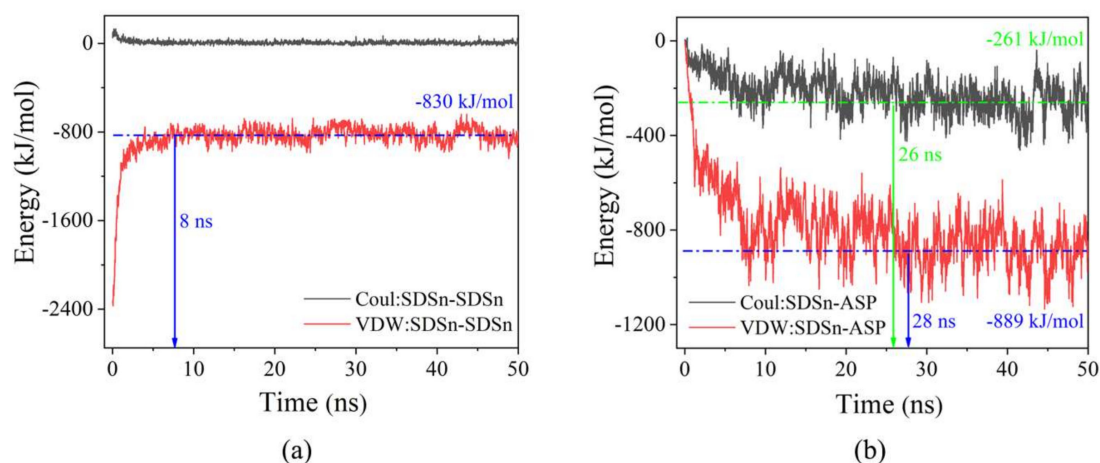 0
-800
-1600
-2400
Energy (kJ/mol)
-830 kJ/mol
8 ns
Coul:SDSn-SDSn
VDW:SDSn-SDSn
0 10 20 30 40 50
Time (ns)
(a)
0
-400
-800
-1200
Energy (kJ/mol)
-261 kJ/mol
26 ns
Coul:SDSn-ASP
VDW:SDSn-ASP
28 ns
-889 kJ/mol
0 10 20 30 40 50
Time (ns)
(b)